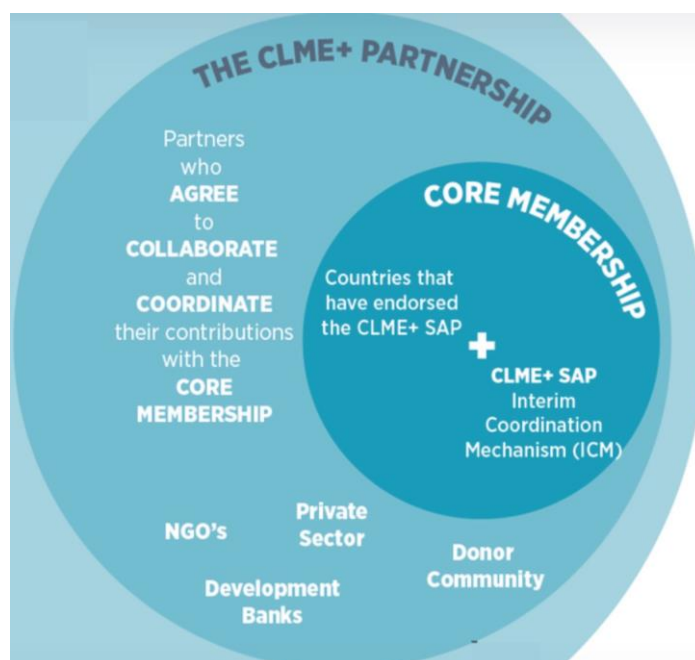 THE CLME+ PARTNERSHIP
Partners
who
AGREE
to
COLLABORATE
and
COORDINATE
their contributions
with the
CORE
MEMBERSHIP
CORE MEMBERSHIP
Countries that
have endorsed
the CLME+ SAP
+
CLME+ SAP
Interim
Coordination
Mechanism (ICM)
NGO's
Private
Sector
Development
Banks
Donor
Community